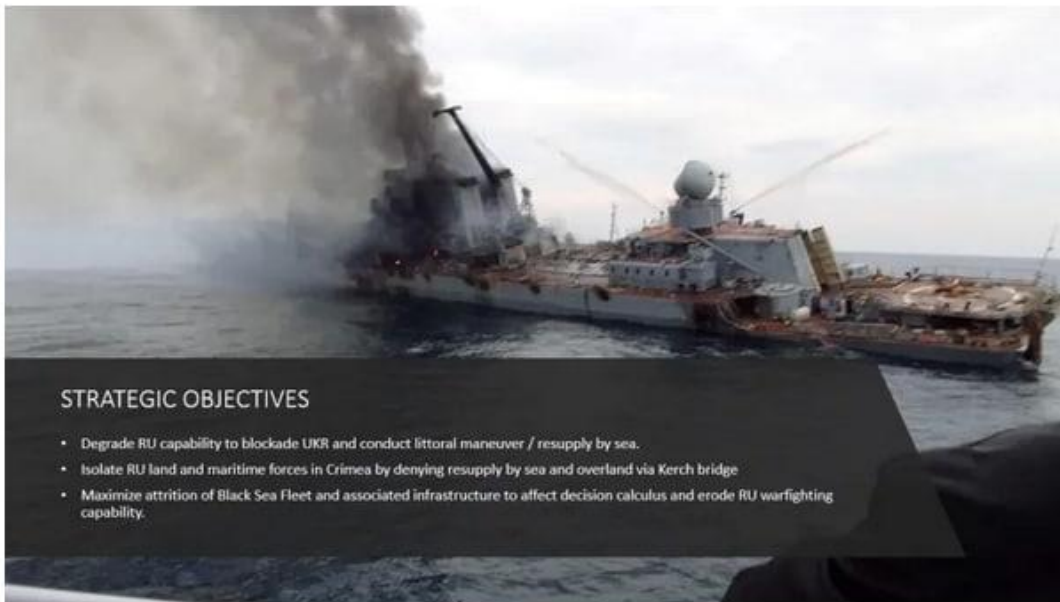 STRATEGIC OBJECTIVES
• Degrade RU capability to blockade UKR and conduct littoral maneuver / resupply by sea.
• Isolate RU land and maritime forces in Crimea by denying resupply by sea and overland via Kerch bridge
• Maximize attrition of Black Sea Fleet and associated infrastructure to affect decision calculus and erode RU warfighting
capability.